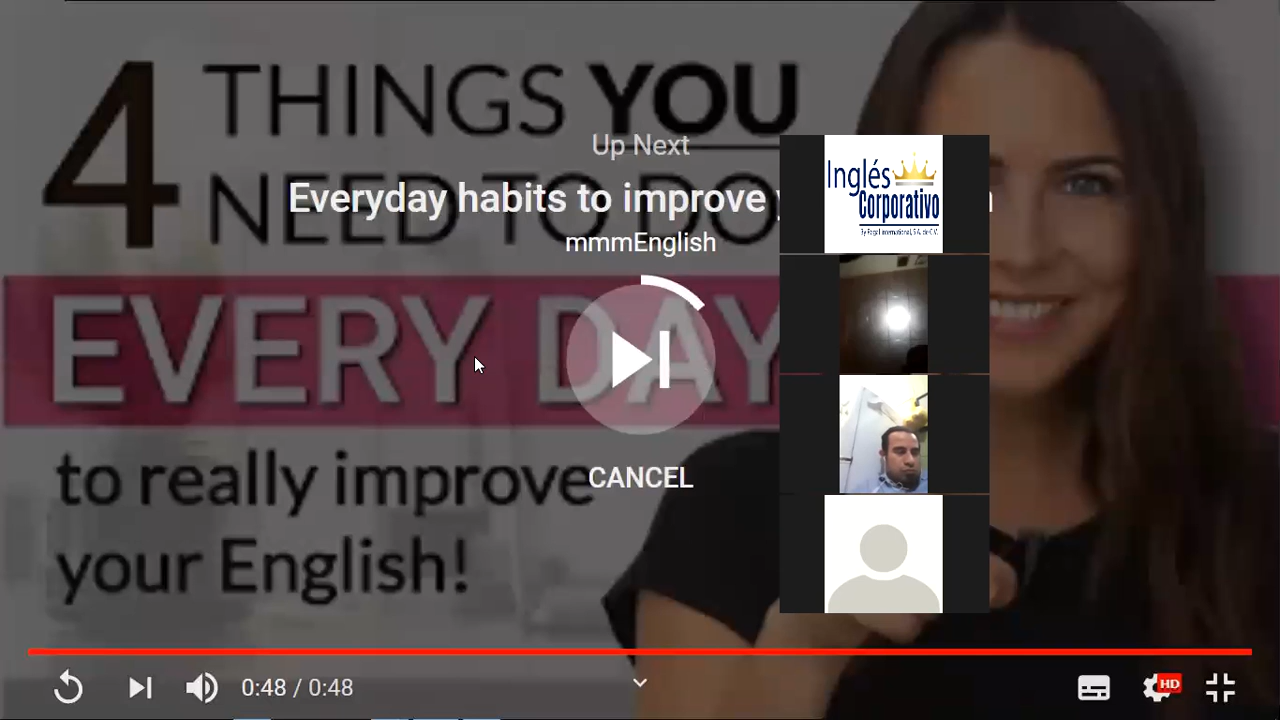 4 THINGS YOU
NEED TO DO
EVERY DAY
to really improve
your English!
Up Next
Everyday habits to improve
mmmEnglish
CANCEL
Inglés
Corporativo
0:48 / 0:48
HD